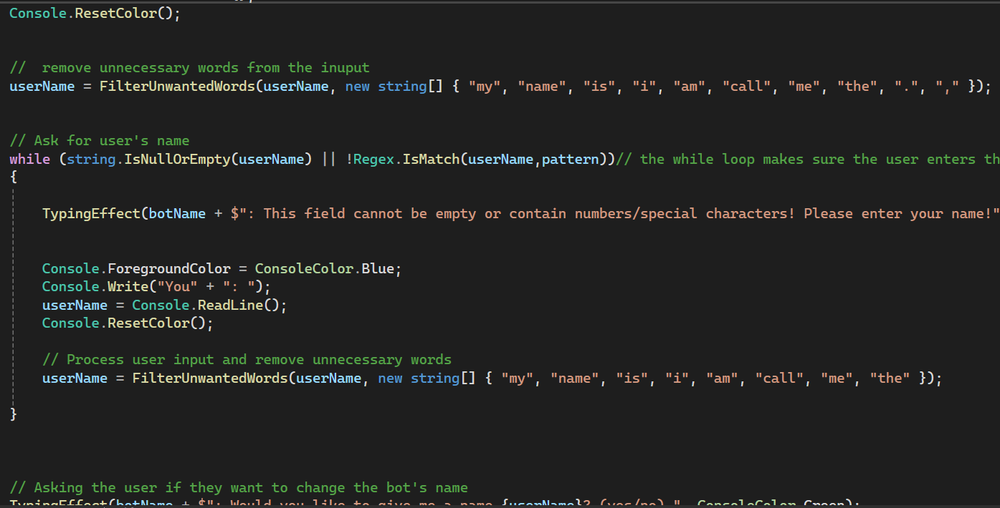 Console.ResetColor();
//  remove unnecessary words from the inuput
userName = FilterUnwantedWords(userName, new string[] { "my", "name", "is", "i", "am", "call", "me", "the", ".", "," });
// Ask for user's name
while (string.IsNullOrEmpty(userName) || !Regex.IsMatch(userName,pattern))// the while loop makes sure the user enters
{
TypingEffect(botName + $": This field cannot be empty or contain numbers/special characters! Please enter your name!"
Console.ForegroundColor = ConsoleColor.Blue;
Console.Write("You" + ": ");
userName = Console.ReadLine();
Console.ResetColor();
// Process user input and remove unnecessary words
userName = FilterUnwantedWords(userName, new string[] { "my", "name", "is", "i", "am", "call", "me", "the" });
}
// Asking the user if they want to change the bot's name
TypingEffect(botName + $": Would you like to give me a name {userName}? (yes/no) ", ConsoleColor.Green);